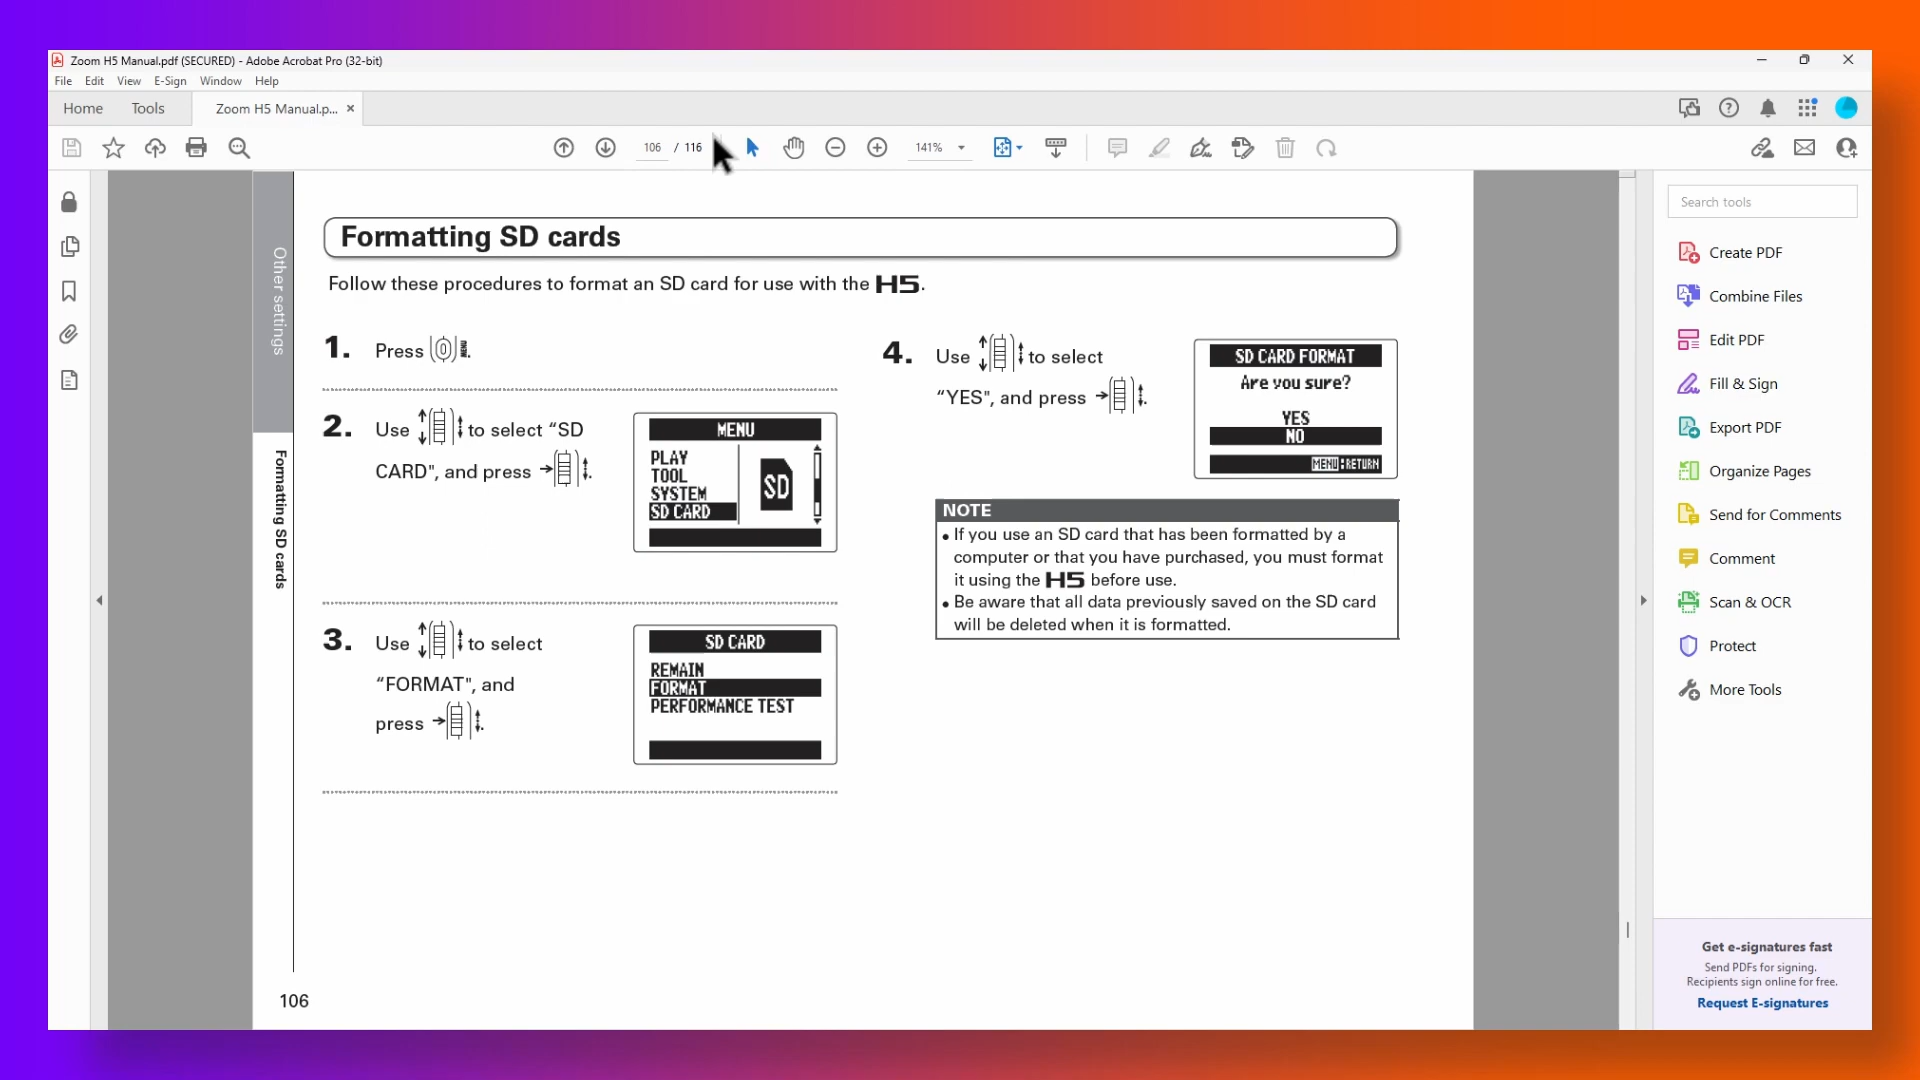 Zoom H5 Manual.pdf (SECURED) - Adobe Acrobat Pro (32-bit)
File Edit View E-Sign Window Help
Home Tools Zoom H5 Manual.p... ×
106 / 116 141%
Search tools
Create PDF
Combine Files
Edit PDF
Fill & Sign
Export PDF
Organize Pages
Send for Comments
Comment
Scan & OCR
Protect
More Tools
Get e-signatures fast
Send PDFs for signing.
Recipients sign online for free.
Request E-signatures
Other settings
Formatting SD cards
Formatting SD cards
Follow these procedures to format an SD card for use with the H5.
1. Press MENU.
2. Use to select “SD
CARD", and press .
MENU
PLAY
TOOL
SYSTEM
SD CARD
SD
3. Use to select
“FORMAT", and
press .
SD CARD
REMAIN
FORMAT
PERFORMANCE TEST
4. Use to select
“YES", and press .
SD CARD FORMAT
Are you sure?
YES
NO
MENU:RETURN
NOTE
• If you use an SD card that has been formatted by a
computer or that you have purchased, you must format
it using the H5 before use.
• Be aware that all data previously saved on the SD card
will be deleted when it is formatted.
106